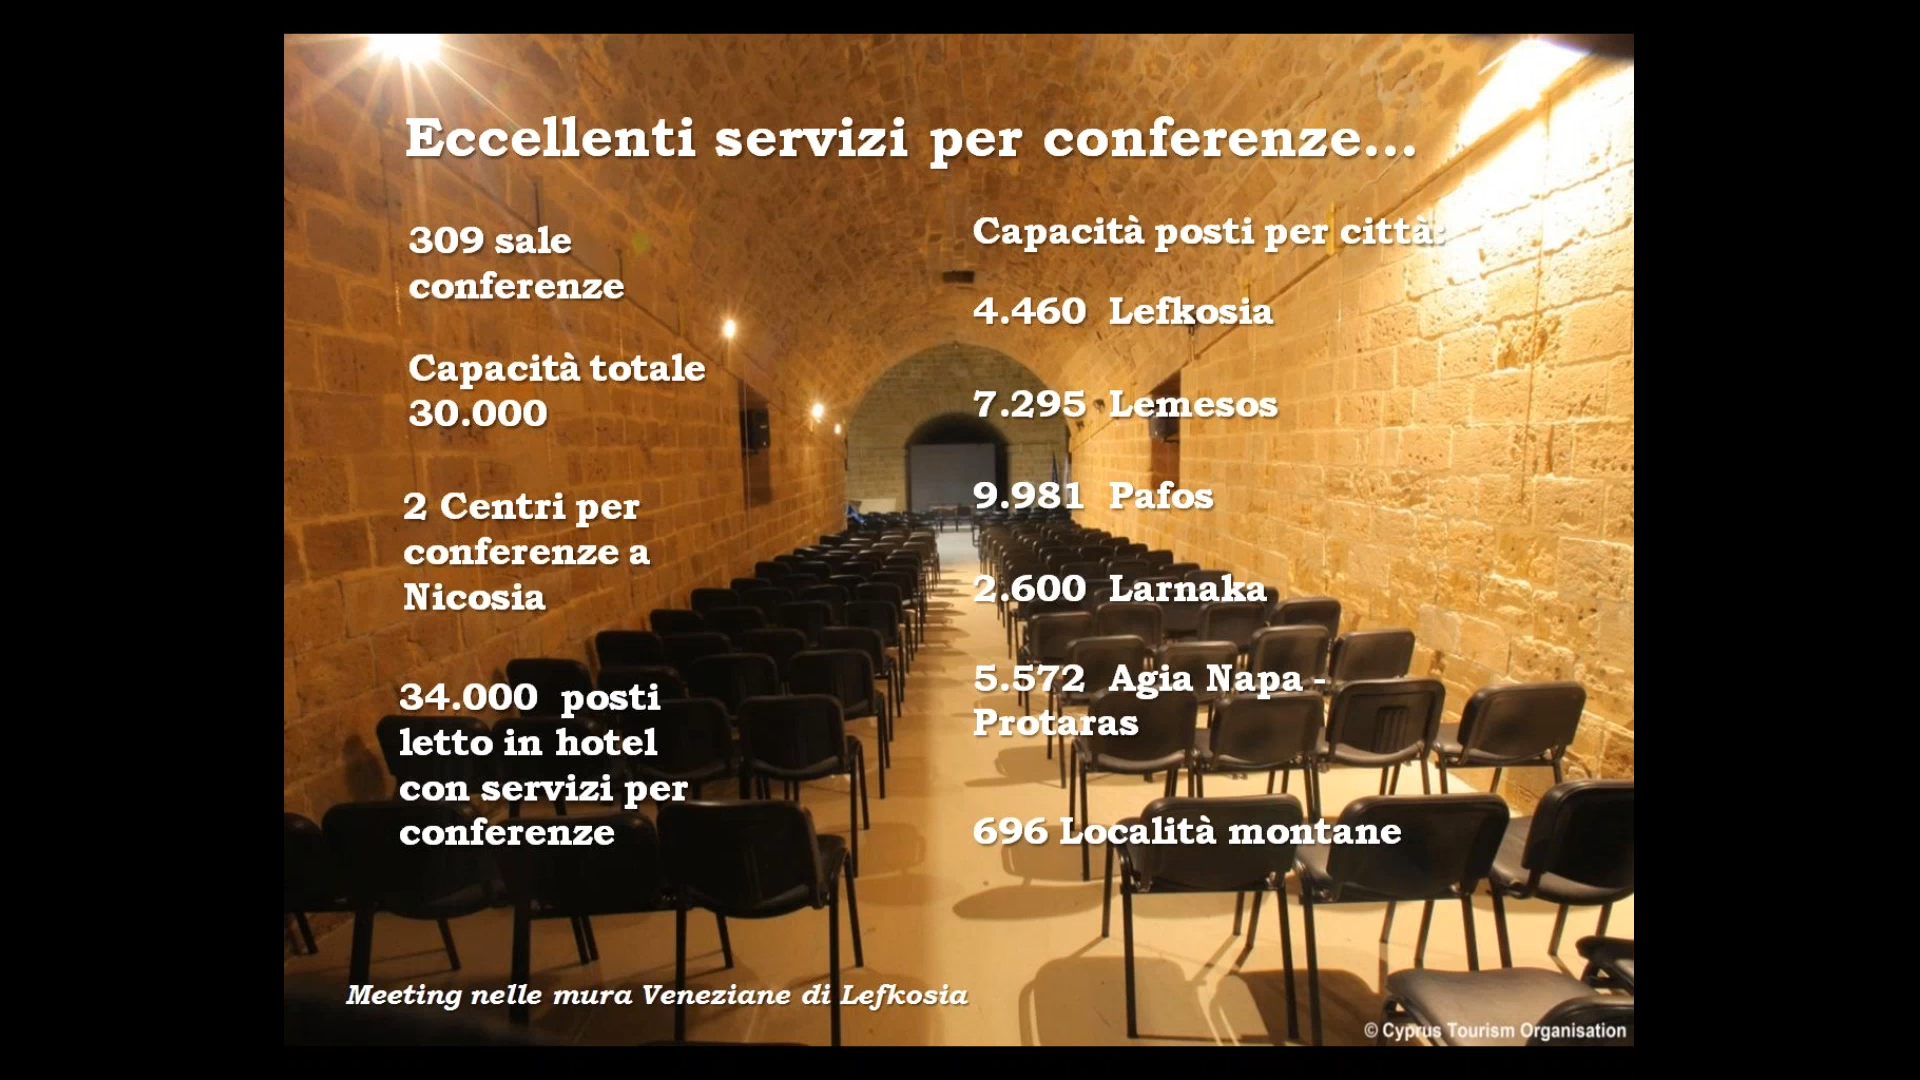 Eccellenti servizi per conferenze...
309 sale
conferenze
Capacità totale
30.000
2 Centri per
conferenze a
Nicosia
34.000 posti
letto in hotel
con servizi per
conferenze
Capacità posti per città:
4.460 Lefkosia
7.295 Lemesos
9.981 Pafos
2.600 Larnaka
5.572 Agia Napa -
Protaras
696 Località montane
Meeting nelle mura Veneziane di Lefkosia
© Cyprus Tourism Organisation